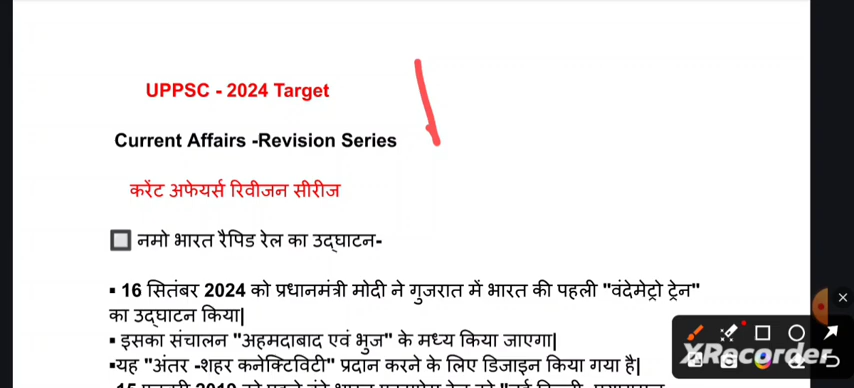 UPPSC - 2024 Target
Current Affairs -Revision Series
करेंट अफेयर्स रिवीजन सीरीज
नमो भारत रैपिड रेल का उद्घाटन-
▪ 16 सितंबर 2024 को प्रधानमंत्री मोदी ने गुजरात में भारत की पहली "वंदेमेट्रो ट्रेन"
का उद्घाटन किया|
▪ इसका संचालन "अहमदाबाद एवं भुज" के मध्य किया जाएगा|
▪यह "अंतर -शहर कनेक्टिविटी" प्रदान करने के लिए डिजाइन किया गया है|
XRecorder